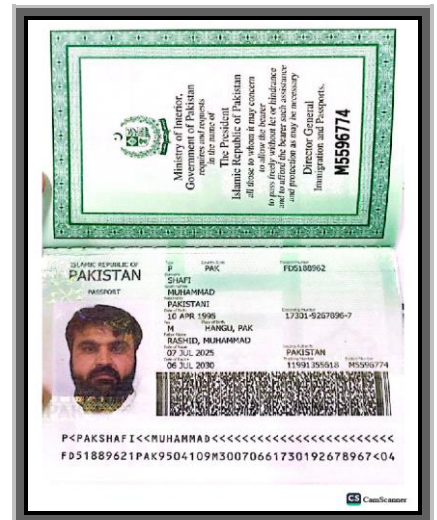 Ministry of Interior,
Government of Pakistan
requires and requests
in the name of
The President
Islamic Republic of Pakistan
all those to whom it may concern
to allow the bearer
to pass freely without let or hindrance
and to afford the bearer such assistance
and protection as may be necessary
Director General
Immigration and Passports.
M5596774
ISLAMIC REPUBLIC OF
PAKISTAN
PASSPORT
P PAK FD5188962
SHAFI
MUHAMMAD
PAKISTANI
10 APR 1995 17301-9267896-7
M HANGU, PAK
RASHID, MUHAMMAD
07 JUL 2025 PAKISTAN
06 JUL 2030 11991355618 M5596774
P<PAKSHAFI<<MUHAMMAD<<<<<<<<<<<<<<<<<<<<<<<<
FD51889621PAK9504109M30070661730192678967<04
CS CamScanner